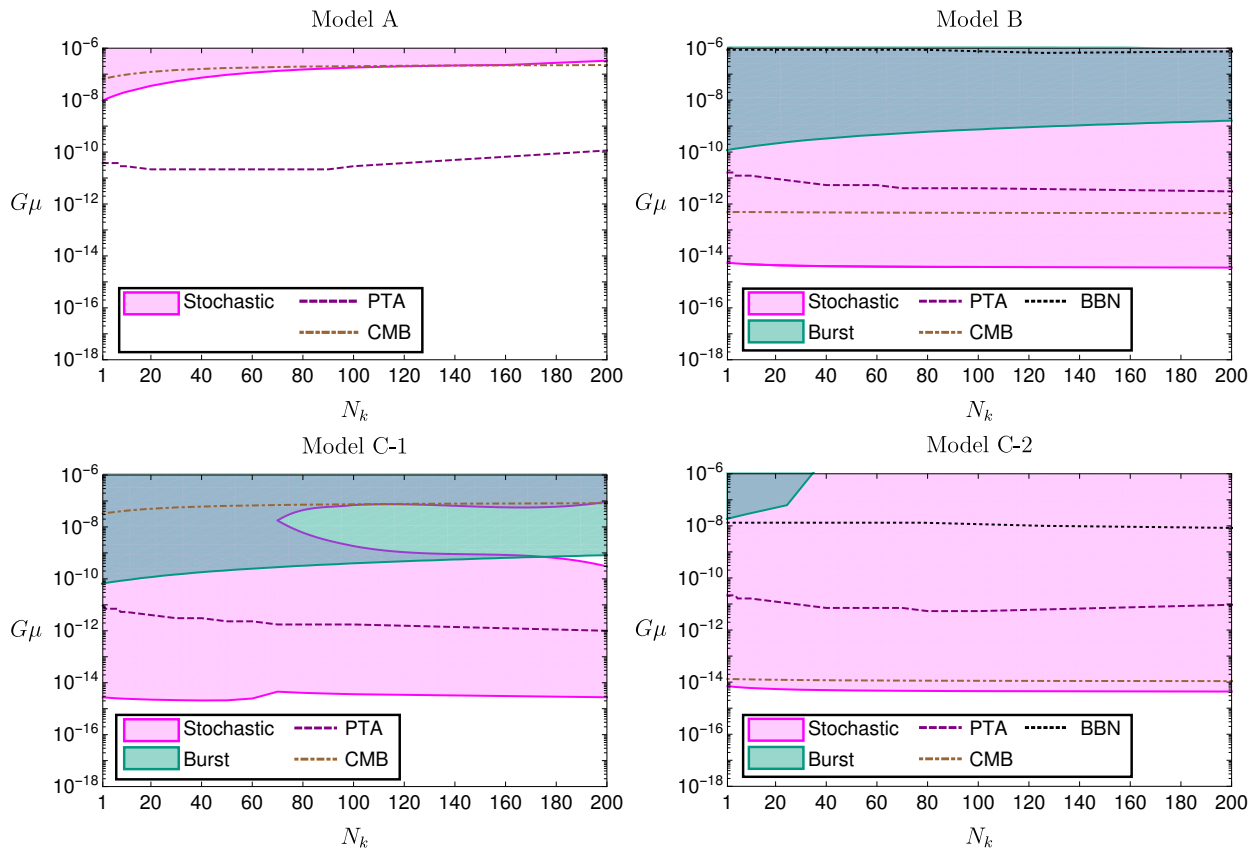 Model A
10⁻⁶
10⁻⁸
10⁻¹⁰
Gμ
10⁻¹²
10⁻¹⁴
10⁻¹⁶
10⁻¹⁸
Stochastic
PTA
CMB
1 20 40 60 80 100 120 140 160 180 200
N_k
Model B
10⁻⁶
10⁻⁸
10⁻¹⁰
Gμ
10⁻¹²
10⁻¹⁴
10⁻¹⁶
10⁻¹⁸
Stochastic PTA BBN
Burst CMB
1 20 40 60 80 100 120 140 160 180 200
N_k
Model C-1
10⁻⁶
10⁻⁸
10⁻¹⁰
Gμ
10⁻¹²
10⁻¹⁴
10⁻¹⁶
10⁻¹⁸
Stochastic PTA
Burst CMB
1 20 40 60 80 100 120 140 160 180 200
N_k
Model C-2
10⁻⁶
10⁻⁸
10⁻¹⁰
Gμ
10⁻¹²
10⁻¹⁴
10⁻¹⁶
10⁻¹⁸
Stochastic PTA BBN
Burst CMB
1 20 40 60 80 100 120 140 160 180 200
N_k